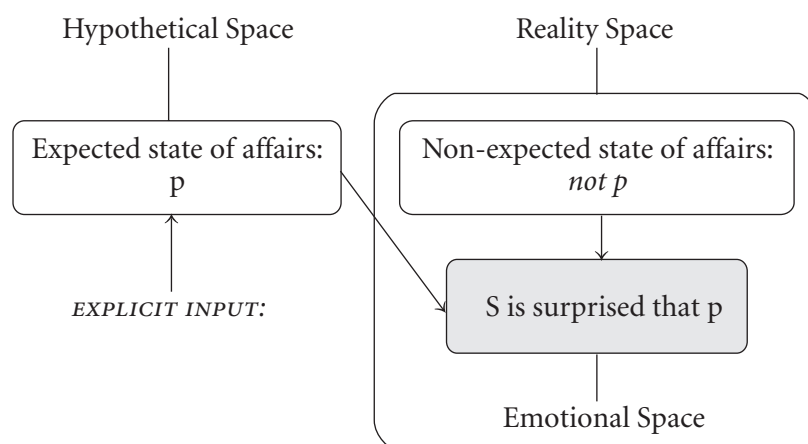 Hypothetical Space
Reality Space
Expected state of affairs:
p
Non-expected state of affairs:
not p
EXPLICIT INPUT:
S is surprised that p
Emotional Space